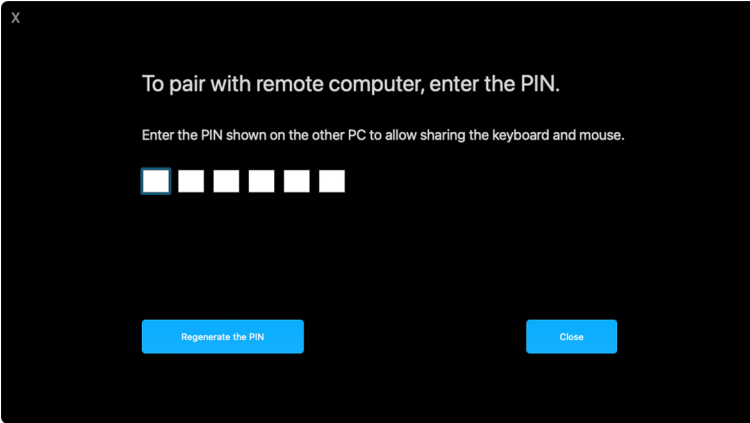 X
To pair with remote computer, enter the PIN.
Enter the PIN shown on the other PC to allow sharing the keyboard and mouse.
Regenerate the PIN
Close